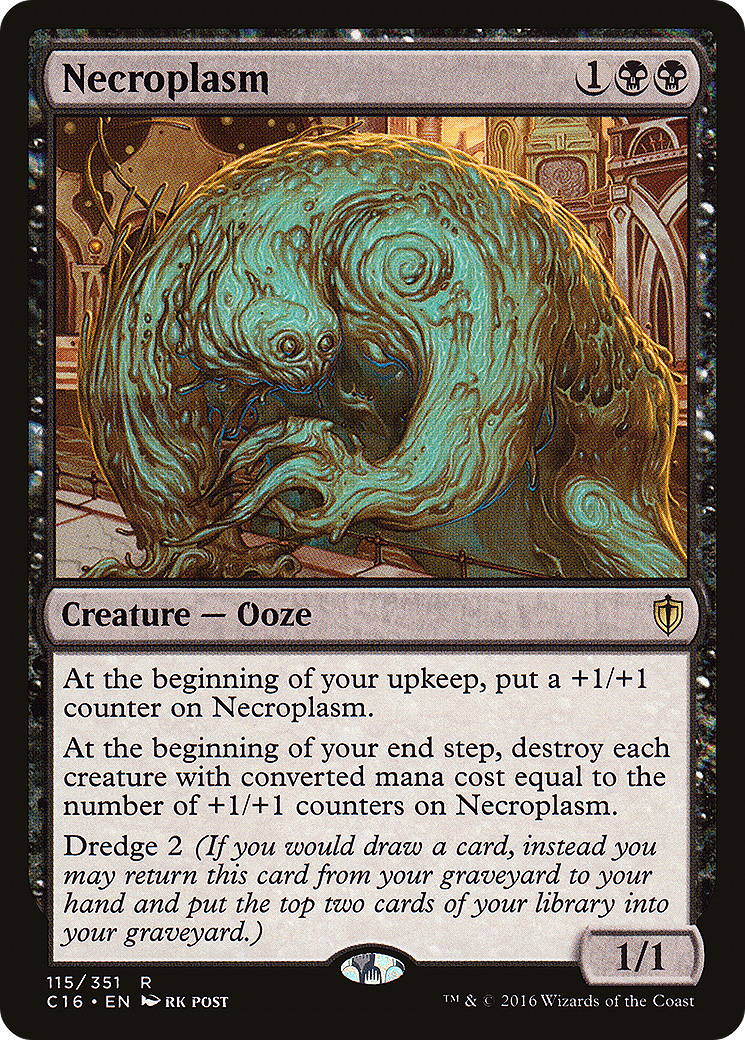 Necroplasm 1
Creature — Ooze
At the beginning of your upkeep, put a +1/+1
counter on Necroplasm.
At the beginning of your end step, destroy each
creature with converted mana cost equal to the
number of +1/+1 counters on Necroplasm.
Dredge 2 (If you would draw a card, instead you
may return this card from your graveyard to your
hand and put the top two cards of your library into
your graveyard.)
1/1
115/351 R
C16 • EN RK POST
™ & © 2016 Wizards of the Coast